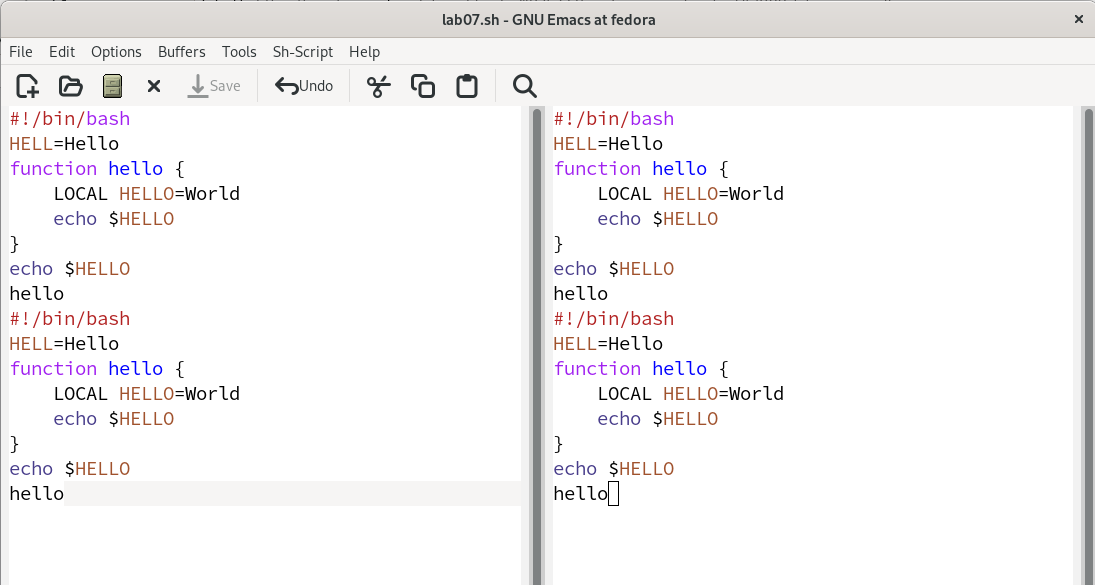 lab07.sh - GNU Emacs at fedora
File Edit Options Buffers Tools Sh-Script Help
Save Undo
#!/bin/bash
HELL=Hello
function hello {
    LOCAL HELLO=World
    echo $HELLO
}
echo $HELLO
hello
#!/bin/bash
HELL=Hello
function hello {
    LOCAL HELLO=World
    echo $HELLO
}
echo $HELLO
hello
#!/bin/bash
HELL=Hello
function hello {
    LOCAL HELLO=World
    echo $HELLO
}
echo $HELLO
hello
#!/bin/bash
HELL=Hello
function hello {
    LOCAL HELLO=World
    echo $HELLO
}
echo $HELLO
hello